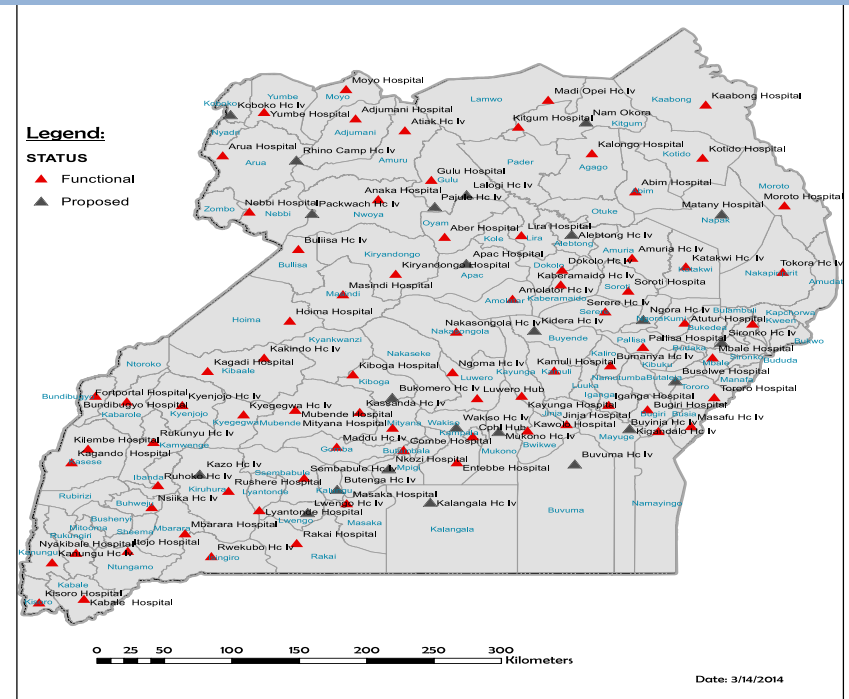 Legend:
STATUS
Functional
Proposed
Moyo Hospital
Madi Opei Hc Iv
Lamwo
Kaabong
Kaabong Hospital
Yumbe
Moyo
Koboko
Koboko Hc Iv
Yumbe Hospital
Adjumani Hospital
Adjumani
Atiak Hc Iv
Kitgum Hospital
Nam Okora
Kitgum
Arua Hospital
Arua
Rhino Camp Hc Iv
Amuru
Pader
Kalongo Hospital
Agago
Kotido Hospital
Kotido
Gulu Hospital
Gulu
Lalogi Hc Iv
Abim Hospital
Abim
Moroto
Moroto Hospital
Zombo
Nebbi Hospital
Nebbi
Packwach Hc Iv
Anaka Hospital
Nwoya
Pajule Hc Iv
Otuke
Matany Hospital
Napak
Oyam
Aber Hospital
Kole
Lira Hospital
Lira
Alebtong Hc Iv
Alebtong
Buliisa Hc Iv
Bullisa
Kiryandongo
Kiryandongo Hospital
Apac Hospital
Apac
Dokolo
Dokolo Hc Iv
Amuria
Amuria Hc Iv
Katakwi Hc Iv
Katakwi
Tokora Hc Iv
Nakapiripirit
Amudat
Masindi Hospital
Masindi
Kaberamaido Hc Iv
Kaberamaido
Amolator Hc Iv
Amolatar
Soroti
Soroti Hospita
Serere Hc Iv
Hoima Hospital
Hoima
Kyankwanzi
Nakasongola Hc Iv
Nakasongola
Kidera Hc Iv
Buyende
Ngora Hc Iv
Ngora
Kumi
Atutur Hospital
Bukedea
Bulambuli
Kapchorwa
Kween
Bukwo
Sironko Hc Iv
Pallisa
Pallisa Hospital
Mbale Hospital
Ntoroko
Kagadi Hospital
Kibaale
Kakindo Hc Iv
Kiboga Hospital
Kiboga
Nakaseke
Ngoma Hc Iv
Luwero
Kayunga
Kamuli Hospital
Kamuli
Kaliro
Bumanya Hc Iv
Kibuku
Budaka
Mbale
Sironko
Bududa
Manafa
Busolwe Hospital
Namutumba
Butaleja
Tororo
Torero Hospital
Bundibugyo
Fortportal Hospital
Bundibugyo Hospital
Kabarole
Kyenjojo Hc Iv
Kyenjojo
Kyegegwa Hc Iv
Kyegegwa
Mubende
Mubende Hospital
Bukomero Hc Iv
Kassanda Hc Iv
Luwero Hub
Kayunga Hospital
Luuka
Iganga
Iganga Hospital
Bugiri Hospital
Bugiri
Busia
Masafu Hc Iv
Mityana Hospital
Mityana
Wakiso
Wakiso Hc Iv
Kampala
Cphl Hub
Mukono Hc Iv
Mukono
Jinja
Jinja Hospital
Kawolo Hospital
Bwikwe
Mayuge
Buyinja Hc Iv
Kigandalo Hc Iv
Kilembe Hospital
Kagando Hospital
Kasese
Rukunyu Hc Iv
Kamwenge
Maddu Hc Iv
Gomba
Gombe Hospital
Butambala
Mpigi
Nkozi Hospital
Entebbe Hospital
Buvuma Hc Iv
Buvuma
Namayingo
Kazo Hc Iv
Ruhoko Hc Iv
Ibanda
Rushere Hospital
Kiruhura
Ssembabule
Sembabule Hc Iv
Lyantonde
Butenga Hc Iv
Kalungu
Masaka Hospital
Masaka
Kalangala Hc Iv
Kalangala
Rubirizi
Buhweju
Nsiika Hc Iv
Lyantonde Hospital
Lwengo
Lwengo Hc Iv
Bushenyi
Mitooma
Rukungiri
Sheema
Mbarara
Mbarara Hospital
Rakai Hospital
Rakai
Nyakibale Hospital
Itojo Hospital
Kanungu
Kanungu Hc Iv
Ntungamo
Rwekubo Hc Iv
Isingiro
Kabale
Kisoro Hospital
Kisoro
Kabale Hospital
0 25 50 100 150 200 250 300
Kilometers
Date: 3/14/2014